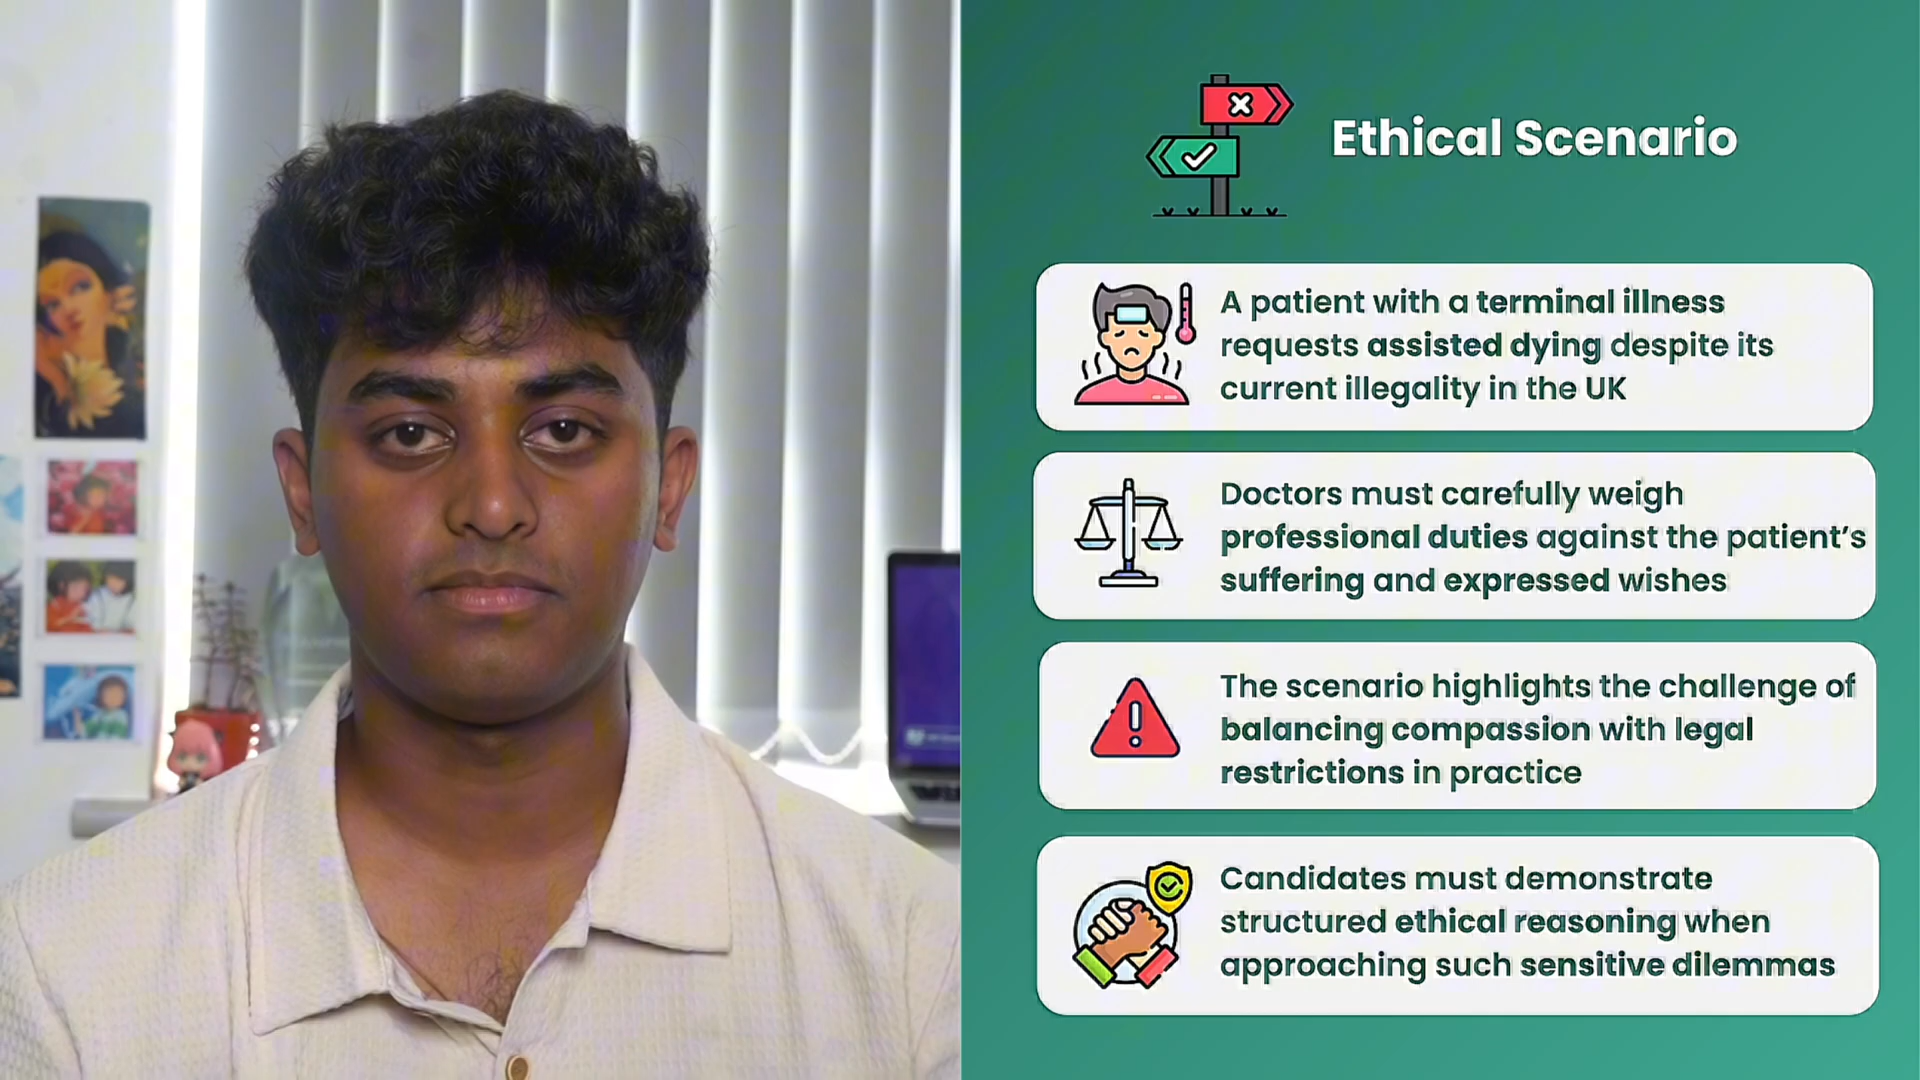 Ethical Scenario
A patient with a terminal illness
requests assisted dying despite its
current illegality in the UK
Doctors must carefully weigh
professional duties against the patient's
suffering and expressed wishes
The scenario highlights the challenge of
balancing compassion with legal
restrictions in practice
Candidates must demonstrate
structured ethical reasoning when
approaching such sensitive dilemmas